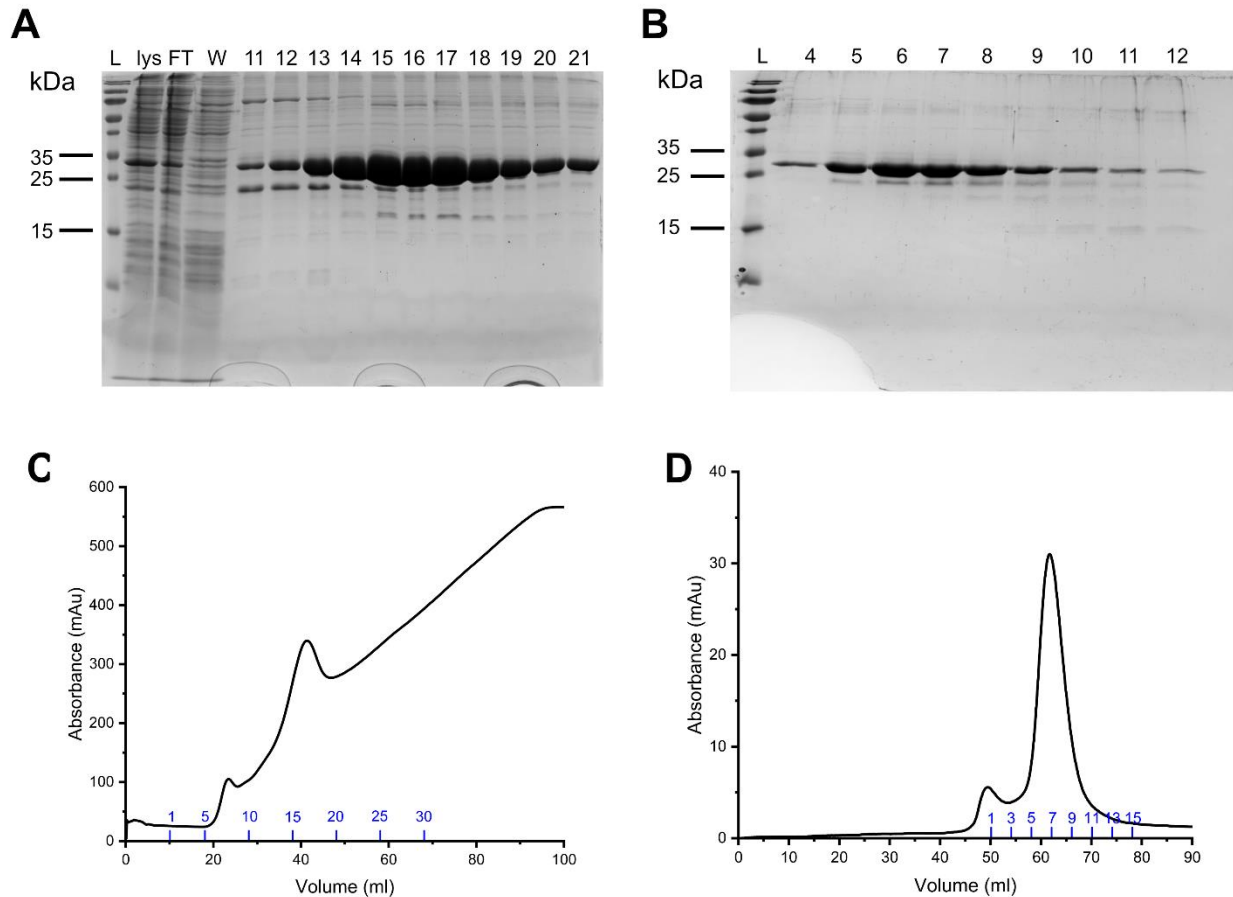 A
L lys FT W 11 12 13 14 15 16 17 18 19 20 21
kDa
35
25
15
B
L 4 5 6 7 8 9 10 11 12
kDa
35
25
15
C
600
500
400
300
200
100
0
Absorbance (mAu)
1 5 10 15 20 25 30
0 20 40 60 80 100
Volume (ml)
D
40
30
20
10
0
Absorbance (mAu)
1 3 5 7 9 11 13 15
0 10 20 30 40 50 60 70 80 90
Volume (ml)